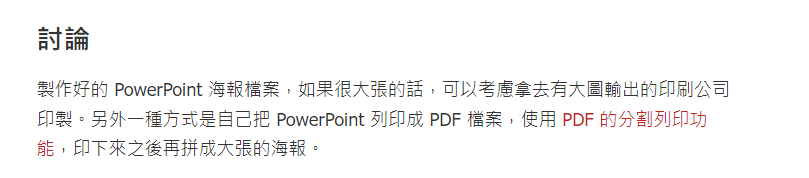 討論
製作好的 PowerPoint 海報檔案，如果很大張的話，可以考慮拿去有大圖輸出的印刷公司
印製。另外一種方式是自己把 PowerPoint 列印成 PDF 檔案，使用 PDF 的分割列印功
能，印下來之後再拼成大張的海報。